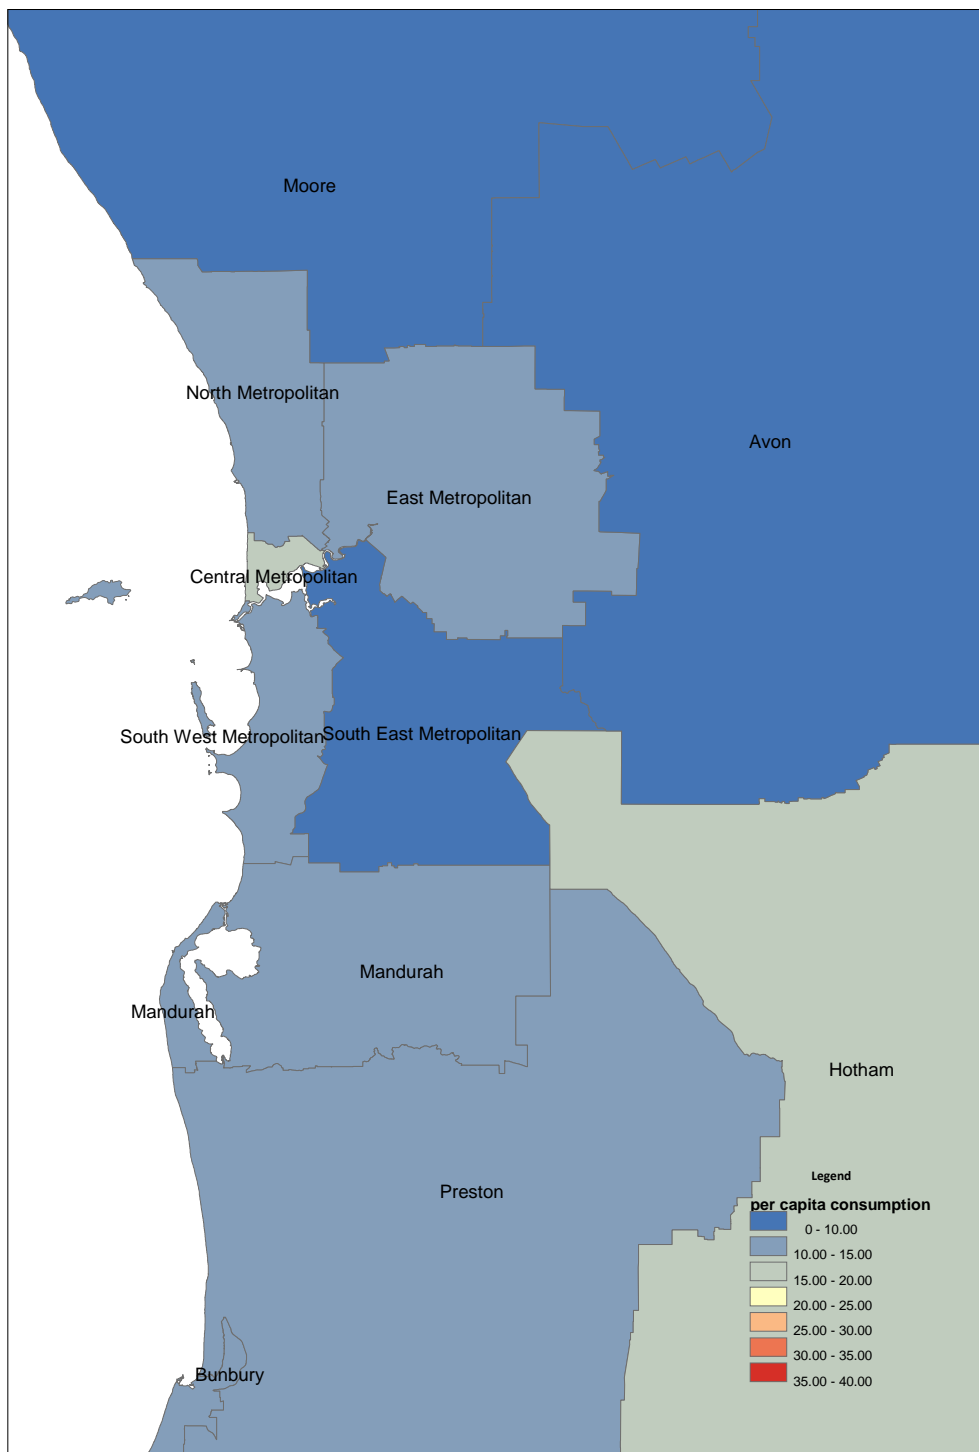 Moore
North Metropolitan
Avon
East Metropolitan
Central Metropolitan
South West Metropolitan
South East Metropolitan
Mandurah
Mandurah
Hotham
Preston
Bunbury
Legend
per capita consumption
0 - 10.00
10.00 - 15.00
15.00 - 20.00
20.00 - 25.00
25.00 - 30.00
30.00 - 35.00
35.00 - 40.00